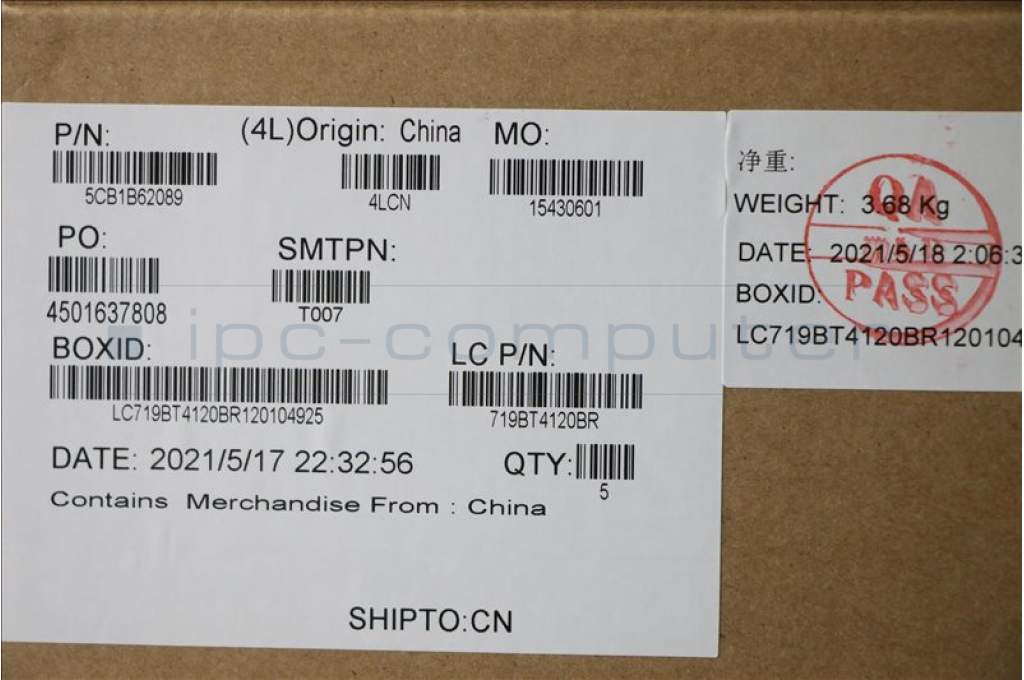 P/N:
5CB1B62089
(4L)Origin: China
4LCN
MO:
15430601
PO:
4501637808
SMTPN:
T007
BOXID:
LC719BT4120BR120104925
LC P/N:
719BT4120BR
DATE: 2021/5/17 22:32:56
QTY:
5
Contains Merchandise From : China
SHIPTO:CN
净重:
WEIGHT: 3.68 Kg
DATE: 2021/5/18 2:06:3
BOXID:
LC719BT4120BR120104
QA
PASS
ipc-computer